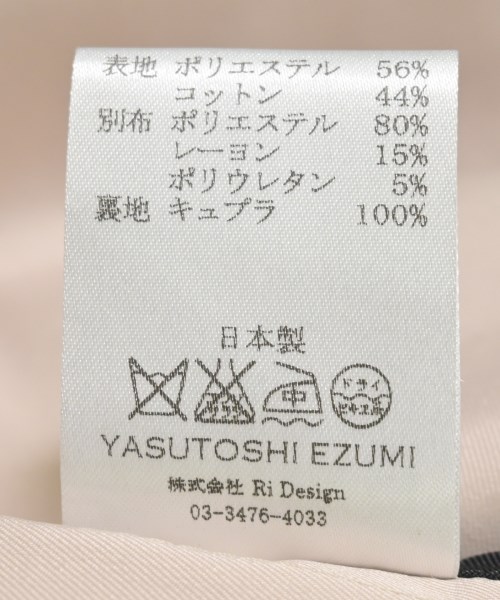 表地 ポリエステル 56%
コットン 44%
別布 ポリエステル 80%
レーヨン 15%
ポリウレタン 5%
裏地 キュプラ 100%
日本製
中 ドライ
YASUTOSHI EZUMI
株式会社 Ri Design
03-3476-4033